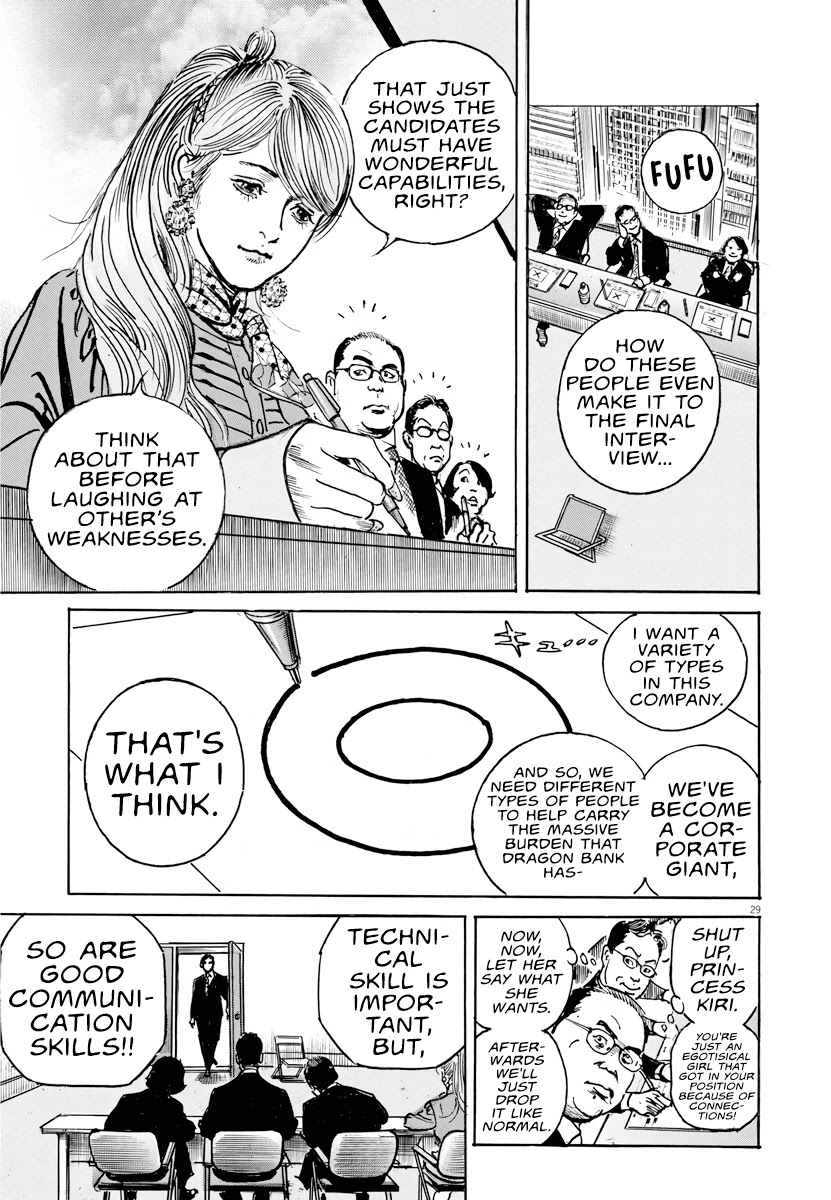 FUFU
HOW
DO THESE
PEOPLE EVEN
MAKE IT TO
THE FINAL
INTER-
VIEW...
THAT JUST
SHOWS THE
CANDIDATES
MUST HAVE
WONDERFUL
CAPABILITIES,
RIGHT?
THINK
ABOUT THAT
BEFORE
LAUGHING AT
OTHER'S
WEAKNESSES.
I WANT A
VARIETY
OF TYPES
IN THIS
COMPANY.
WE'VE
BECOME
A COR-
PORATE
GIANT,
AND SO, WE
NEED DIFFERENT
TYPES OF PEOPLE
TO HELP CARRY
THE MASSIVE
BURDEN THAT
DRAGON BANK
HAS-
THAT'S
WHAT I
THINK.
29
SHUT
UP,
PRIN-
CESS
KIRI.
YOU'RE
JUST AN
EGOTISICAL
GIRL THAT
GOT IN YOUR
POSITION
BECAUSE OF
CONNEC-
TIONS!
NOW,
NOW,
LET HER
SAY WHAT
SHE
WANTS.
AFTER-
WARDS
WE'LL
JUST
DROP
IT LIKE
NORMAL.
TECHNI-
CAL
SKILL IS
IMPOR-
TANT,
BUT,
SO ARE
GOOD
COMMUNI-
CATION
SKILLS!!